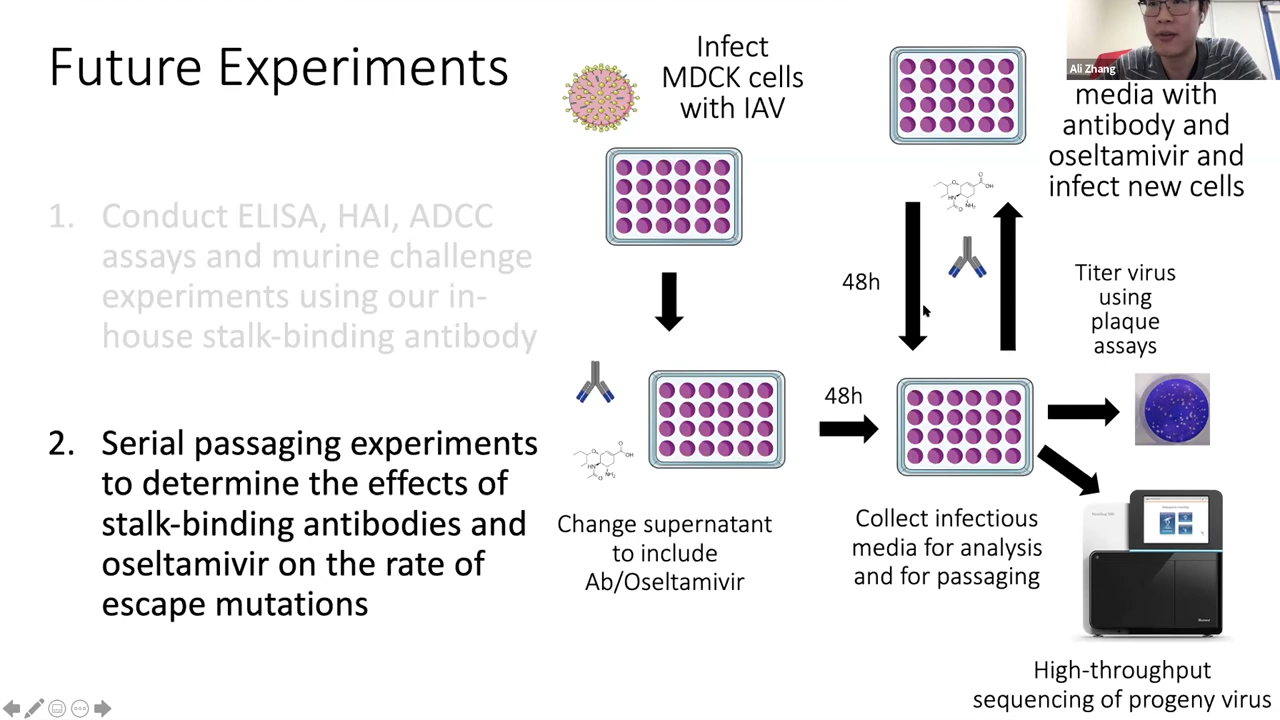 Future Experiments
1. Conduct ELISA, HAI, ADCC
assays and murine challenge
experiments using our in-
house stalk-binding antibody
2. Serial passaging experiments
to determine the effects of
stalk-binding antibodies and
oseltamivir on the rate of
escape mutations
Infect
MDCK cells
with IAV
Change supernatant
to include
Ab/Oseltamivir
48h
48h
Collect infectious
media for analysis
and for passaging
Ali Zhang
media with
antibody and
oseltamivir and
infect new cells
Titer virus
using
plaque
assays
High-throughput
sequencing of progeny virus